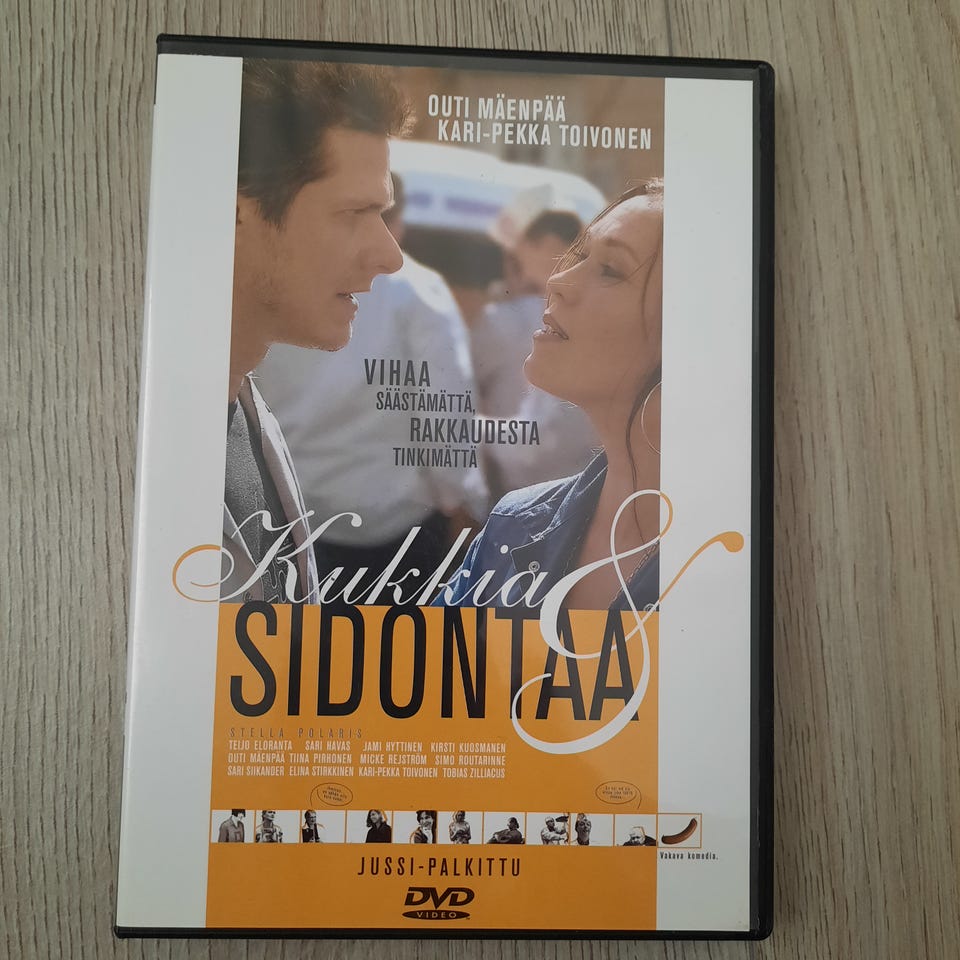 OUTI MÄENPÄÄ
KARI-PEKKA TOIVONEN
VIHAA
SÄÄSTÄMÄTTÄ,
RAKKAUDESTA
TINKIMÄTTÄ
Kukkia &
SIDONTAA
STELLA POLARIS
TEIJO ELORANTA SARI HAVAS JAMI HYTTINEN KIRSTI KUOSMANEN
OUTI MÄENPÄÄ TIINA PIRHONEN MICKE REJSTRÖM SIMO ROUTARINNE
SARI SIIKANDER ELINA STIRKKINEN KARI-PEKKA TOIVONEN TOBIAS ZILLIACUS
Vakava komedia.
JUSSI-PALKITTU
DVD
VIDEO